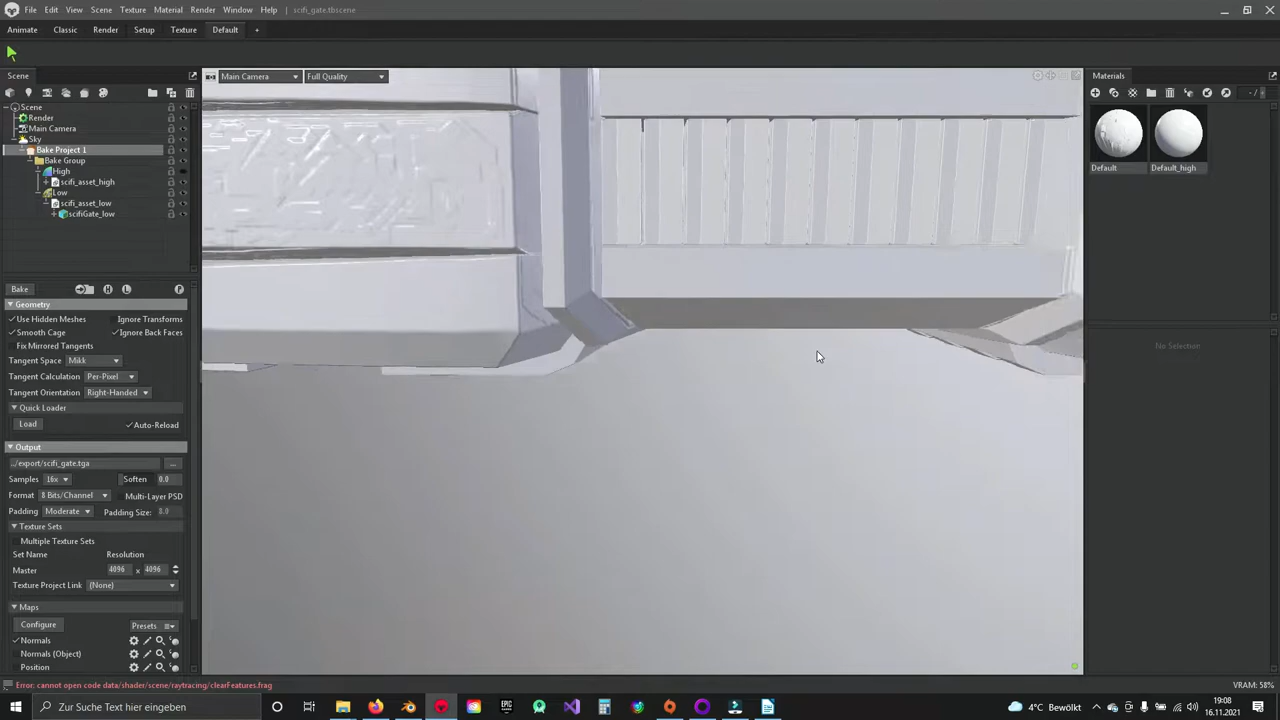 File Edit View Scene Texture Material Capture Window Help scifi_gate.tbscene
Animate Classic Render Setup Texture Default +
Scene
Main Camera Full Quality
Materials
Scene
Render
Main Camera
Sky
Bake Project 1
Bake Group
High
scifi_asset_high
Low
scifi_asset_low
scifiGate_low
Default Default_high
Bake H L P
Geometry
Use Hidden Meshes Ignore Transforms
Smooth Cage Ignore Back Faces
Fix Mirrored Tangents
Tangent Space Mikk
Tangent Calculation Per-Pixel
Tangent Orientation Right-Handed
Quick Loader
Load Auto-Reload
Output
../export/scifi_gate.tga ...
Samples 16x Soften 0.0
Format 8 Bits/Channel Multi-Layer PSD
Padding Moderate Padding Size: 8.0
Texture Sets
Multiple Texture Sets
Set Name Resolution
Master 4096 x 4096
Texture Project Link (None)
Maps
Configure Presets
Normals
Normals (Object)
Position
No Selection
Error: cannot open code data/shader/scene/raytracing/clearFeatures.frag
VRAM: 58%
Zur Suche Text hier eingeben
EPIC GAMES
4°C Meist bewölkt
19:08
16.11.2021